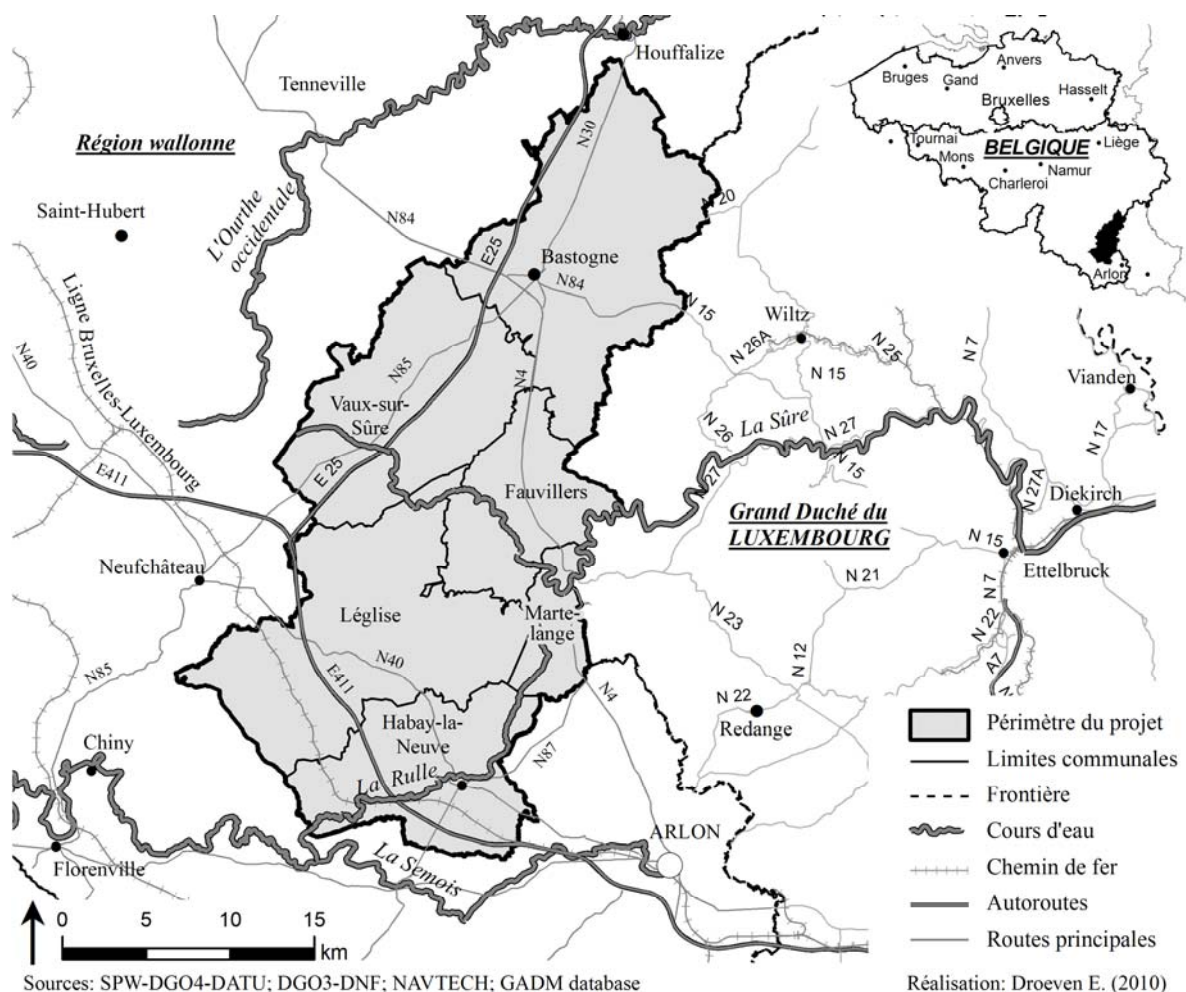 Houffalize
Tenneville
Région wallonne
Saint-Hubert
L'Ourthe
occidentale
N84
N30
E25
Bastogne
N84
N 20
N 15
Bruges
Gand
Anvers
Hasselt
Bruxelles
Tournai
BELGIQUE
Liège
Mons
Namur
Charleroi
Arlon
Ligne Bruxelles-Luxembourg
N40
E411
N85
Vaux-sur-
Sûre
E 25
N4
Fauvillers
Wiltz
N 26A
N 15
N 25
N 7
Vianden
N 17
La Sûre
N 26
N 27
N 27
N 15
N 27A
Diekirch
Grand Duché du
LUXEMBOURG
N 15
Ettelbruck
N 21
N 7
N 22
A7
N 23
N 12
N 22
Redange
Neufchâteau
Léglise
Marte-
lange
N85
N40
E411
N4
Habay-la-
Neuve
La Rulle
N87
Chiny
Florenville
La Semois
ARLON
Périmètre du projet
Limites communales
Frontière
Cours d'eau
Chemin de fer
Autoroutes
Routes principales
0 5 10 15
km
Sources: SPW-DGO4-DATU; DGO3-DNF; NAVTECH; GADM database
Réalisation: Droeven E. (2010)